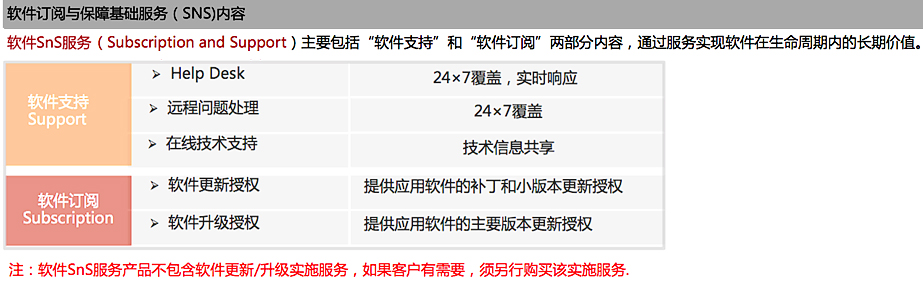 软件订阅与保障基础服务（SNS)内容
软件SnS服务（Subscription and Support）主要包括“软件支持”和“软件订阅”两部分内容，通过服务实现软件在生命周期内的长期价值。
软件支持
Support
➢ Help Desk 24×7覆盖，实时响应
➢ 远程问题处理 24×7覆盖
➢ 在线技术支持 技术信息共享
软件订阅
Subscription
➢ 软件更新授权 提供应用软件的补丁和小版本更新授权
➢ 软件升级授权 提供应用软件的主要版本更新授权
注：软件SnS服务产品不包含软件更新/升级实施服务，如果客户有需要，须另行购买该实施服务.